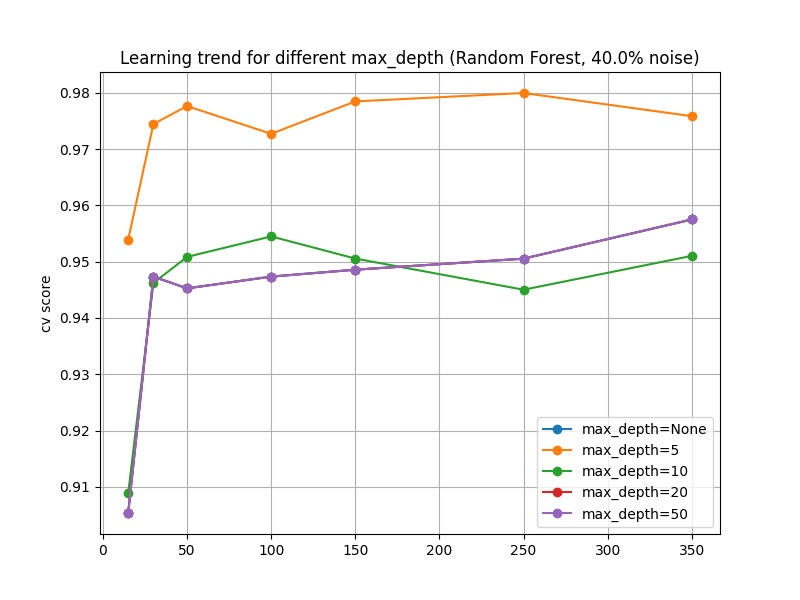 Learning trend for different max_depth (Random Forest, 40.0% noise)
cv score
0.98
0.97
0.96
0.95
0.94
0.93
0.92
0.91
0 50 100 150 200 250 300 350
max_depth=None
max_depth=5
max_depth=10
max_depth=20
max_depth=50